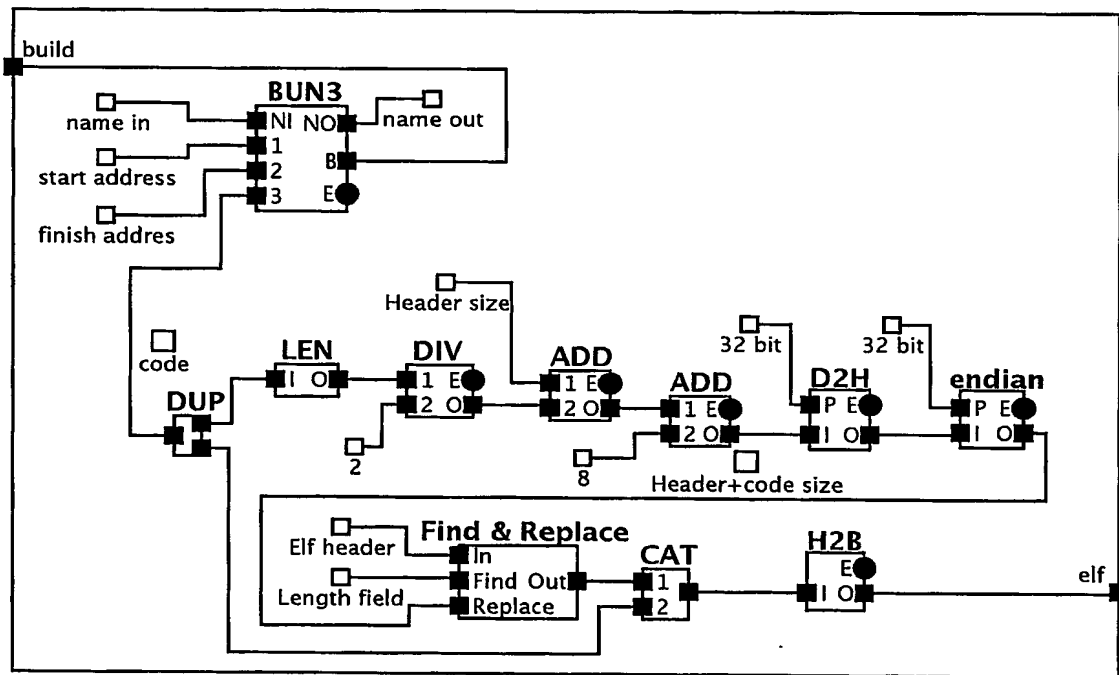 build
BUN3
name in
NI NO
name out
1
start address
2
B
3
E
finish addres
Header size
code
LEN
I O
DIV
1 E
2 O
2
ADD
1 E
2 O
8
ADD
1 E
2 O
Header+code size
32 bit
D2H
P E
I O
32 bit
endian
P E
I O
DUP
Elf header
Length field
Find & Replace
In
Find Out
Replace
CAT
1
2
H2B
E
I O
elf